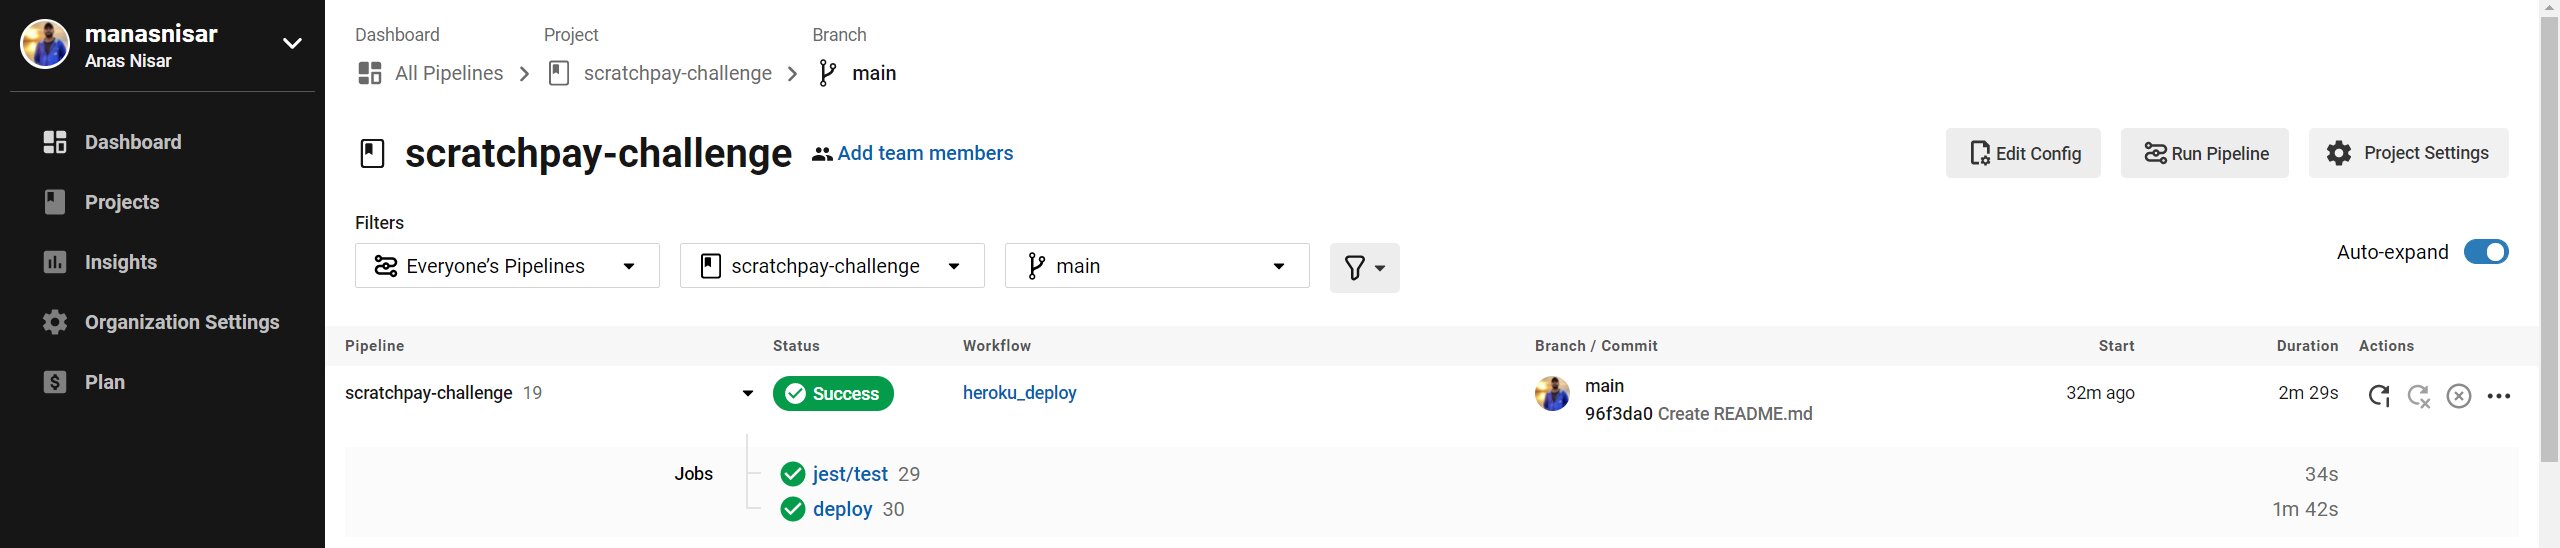 manasnisar
Anas Nisar
Dashboard
Projects
Insights
Organization Settings
Plan
Dashboard Project Branch
All Pipelines scratchpay-challenge main
scratchpay-challenge Add team members
Edit Config Run Pipeline Project Settings
Filters
Everyone’s Pipelines scratchpay-challenge main
Auto-expand
Pipeline Status Workflow Branch / Commit Start Duration Actions
scratchpay-challenge 19 Success heroku_deploy main 32m ago 2m 29s
96f3da0 Create README.md
Jobs jest/test 29 34s
deploy 30 1m 42s